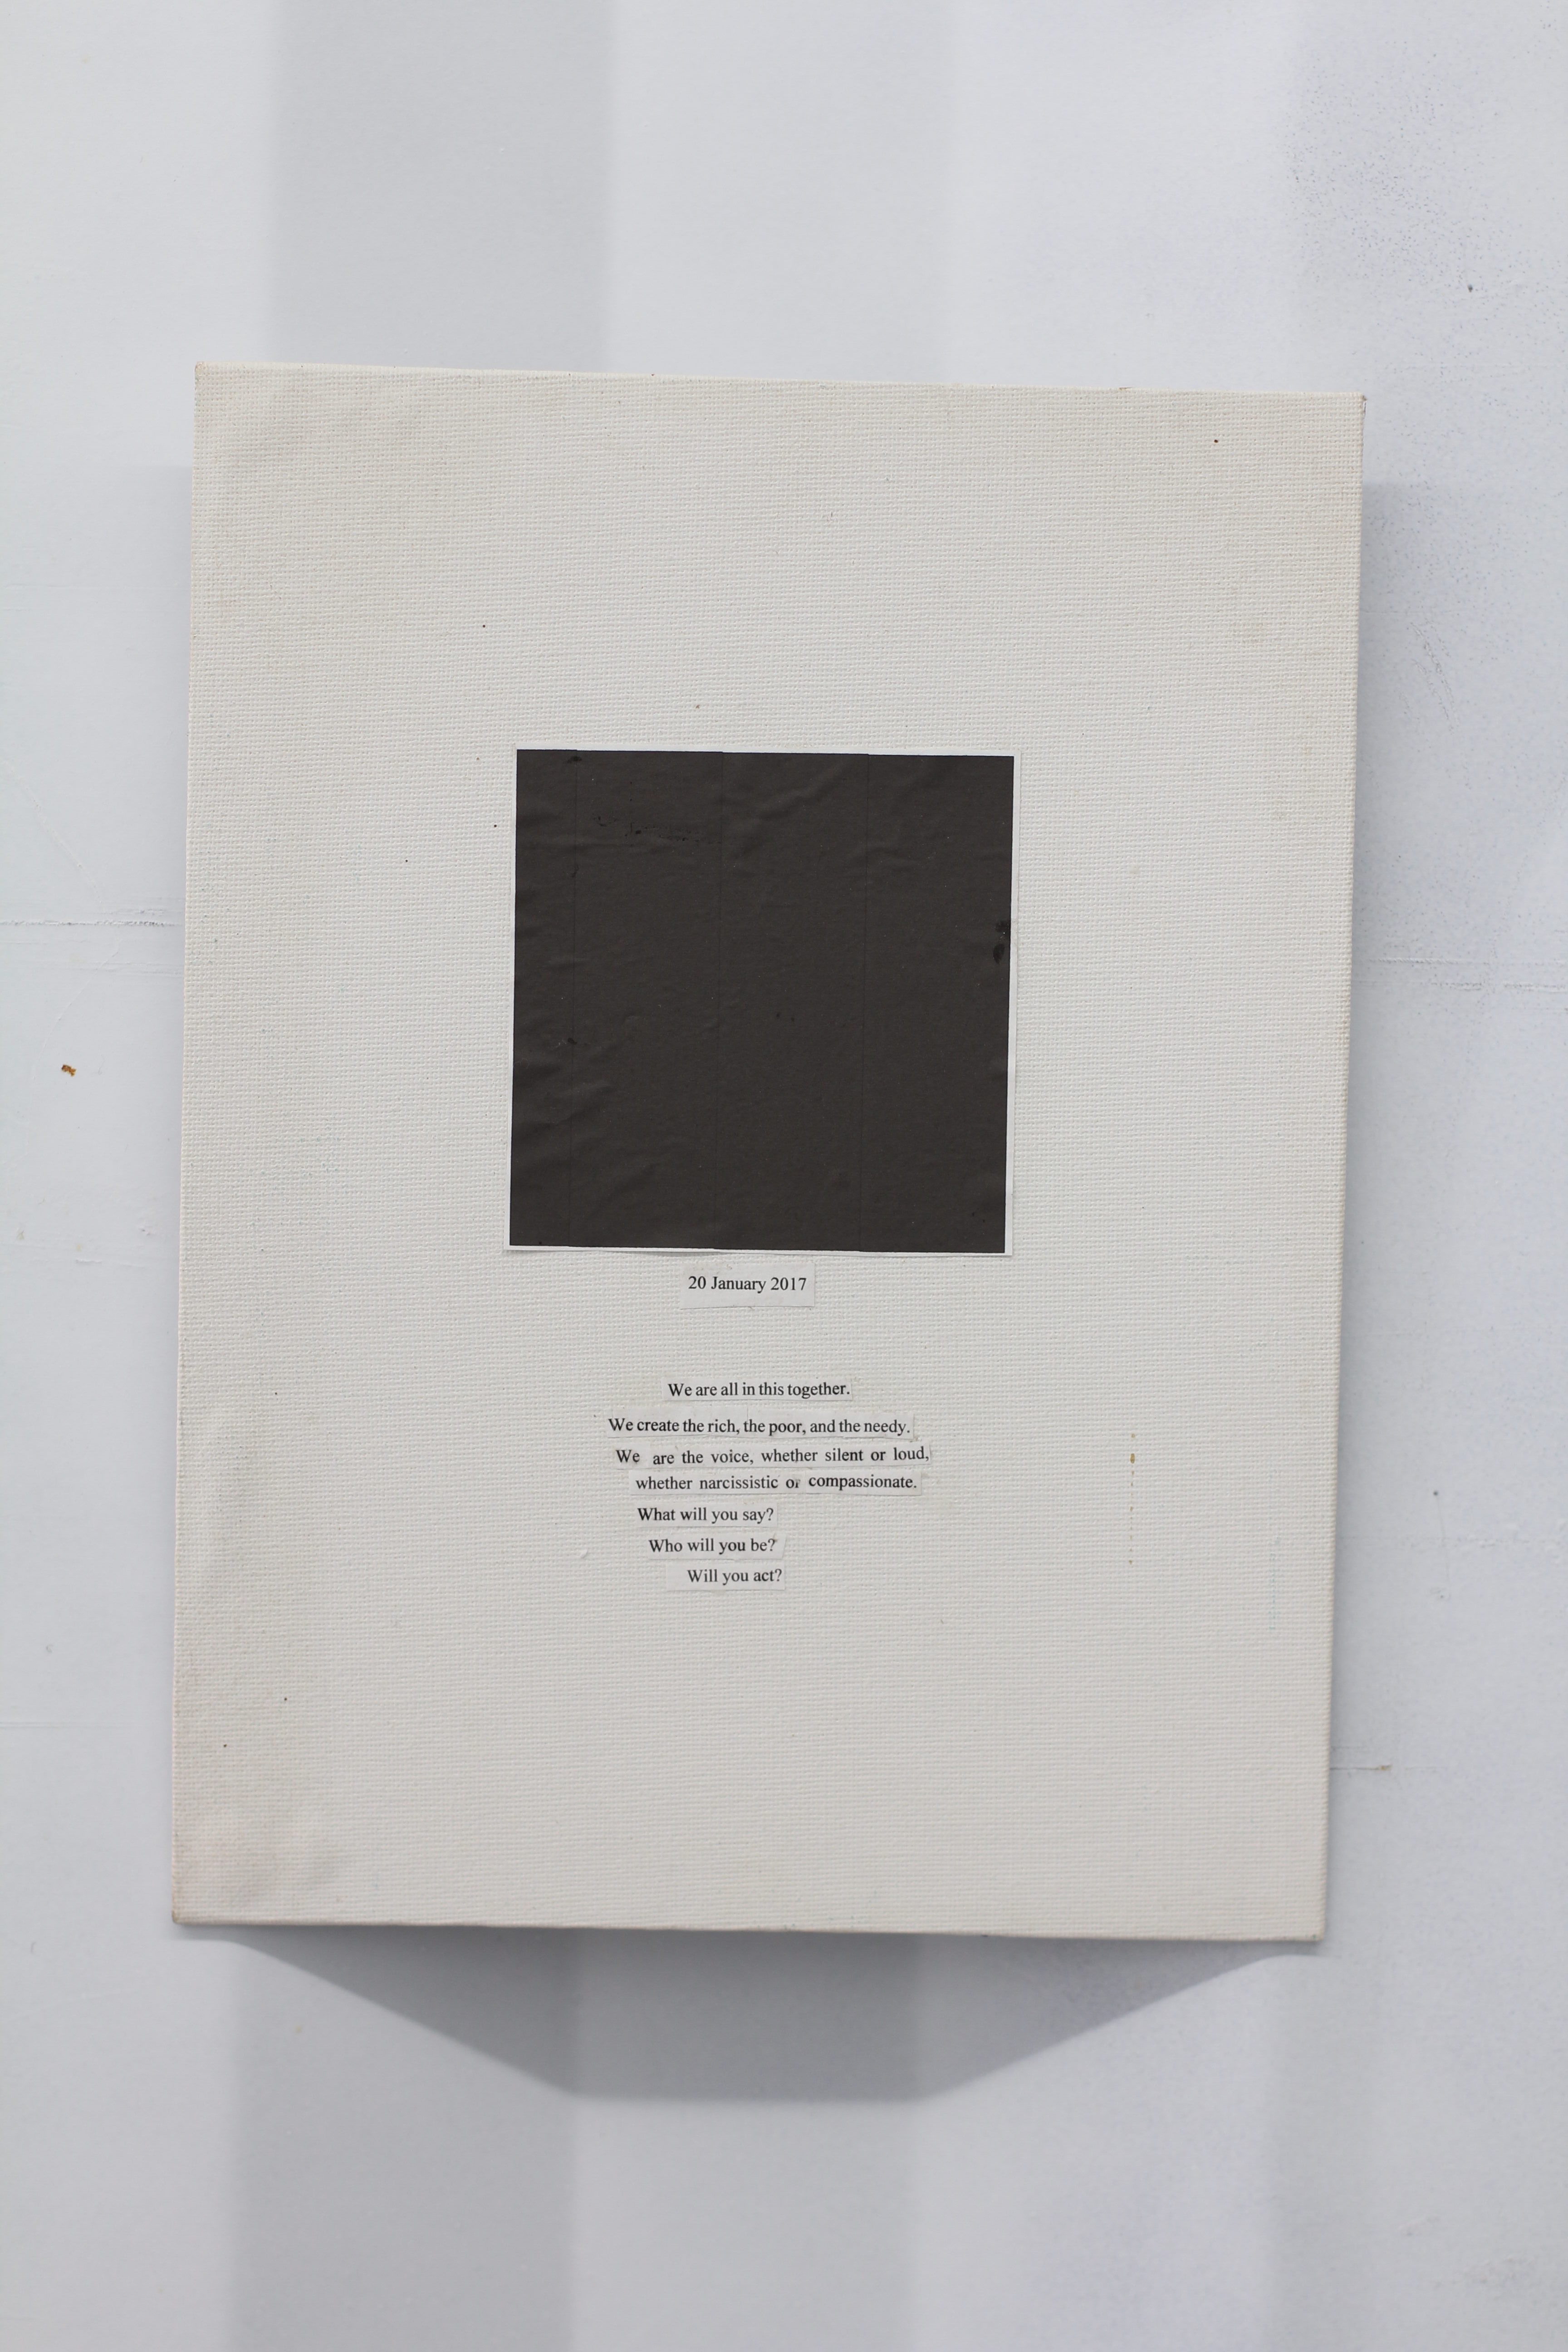 20 January 2017
We are all in this together.
We create the rich, the poor, and the needy.
We are the voice, whether silent or loud,
whether narcissistic or compassionate.
What will you say?
Who will you be?
Will you act?